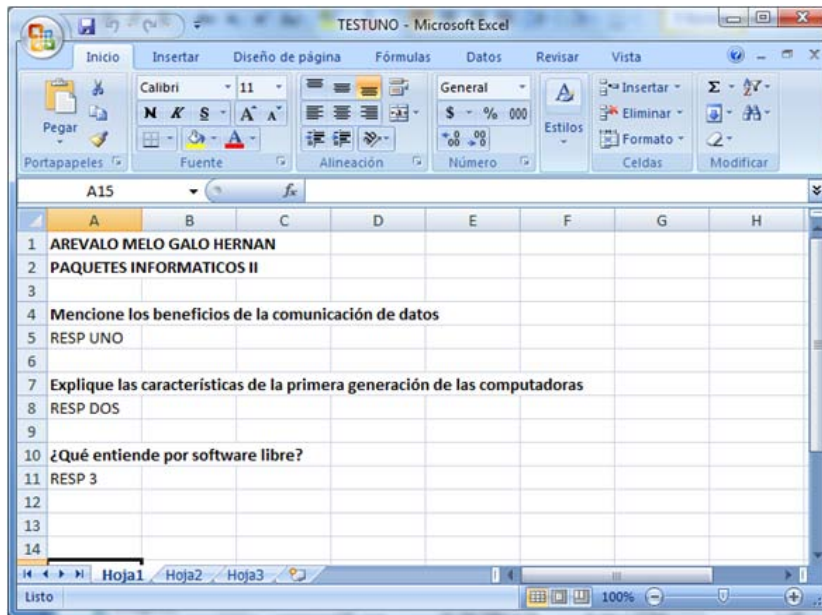 TESTUNO - Microsoft Excel
Inicio Insertar Diseño de página Fórmulas Datos Revisar Vista
Calibri 11 General Insertar Σ
N K S A A $ % 000 Eliminar
Pegar A Estilos Formato
Portapapeles Fuente Alineación Número Celdas Modificar
A15 fx
A B C D E F G H
1 AREVALO MELO GALO HERNAN
2 PAQUETES INFORMATICOS II
3
4 Mencione los beneficios de la comunicación de datos
5 RESP UNO
6
7 Explique las características de la primera generación de las computadoras
8 RESP DOS
9
10 ¿Qué entiende por software libre?
11 RESP 3
12
13
14
Hoja1 Hoja2 Hoja3
Listo 100%